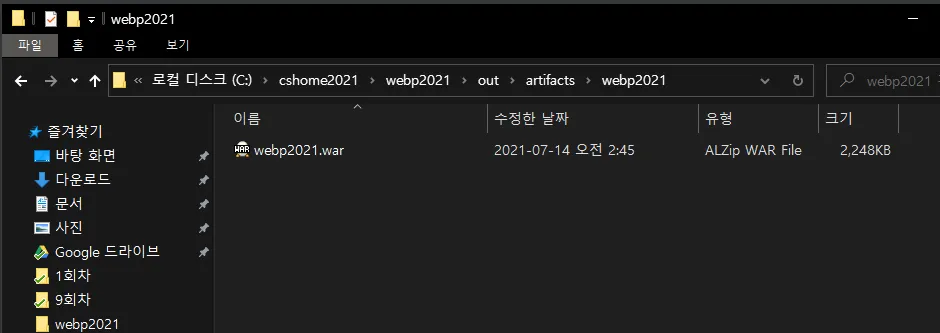 webp2021
파일 홈 공유 보기
« 로컬 디스크 (C:) > cshome2021 > webp2021 > out > artifacts > webp2021 webp2021
이름 수정한 날짜 유형 크기
webp2021.war 2021-07-14 오전 2:45 ALZip WAR File 2,248KB
즐겨찾기
바탕 화면
다운로드
문서
사진
Google 드라이브
1회차
9회차
webp2021